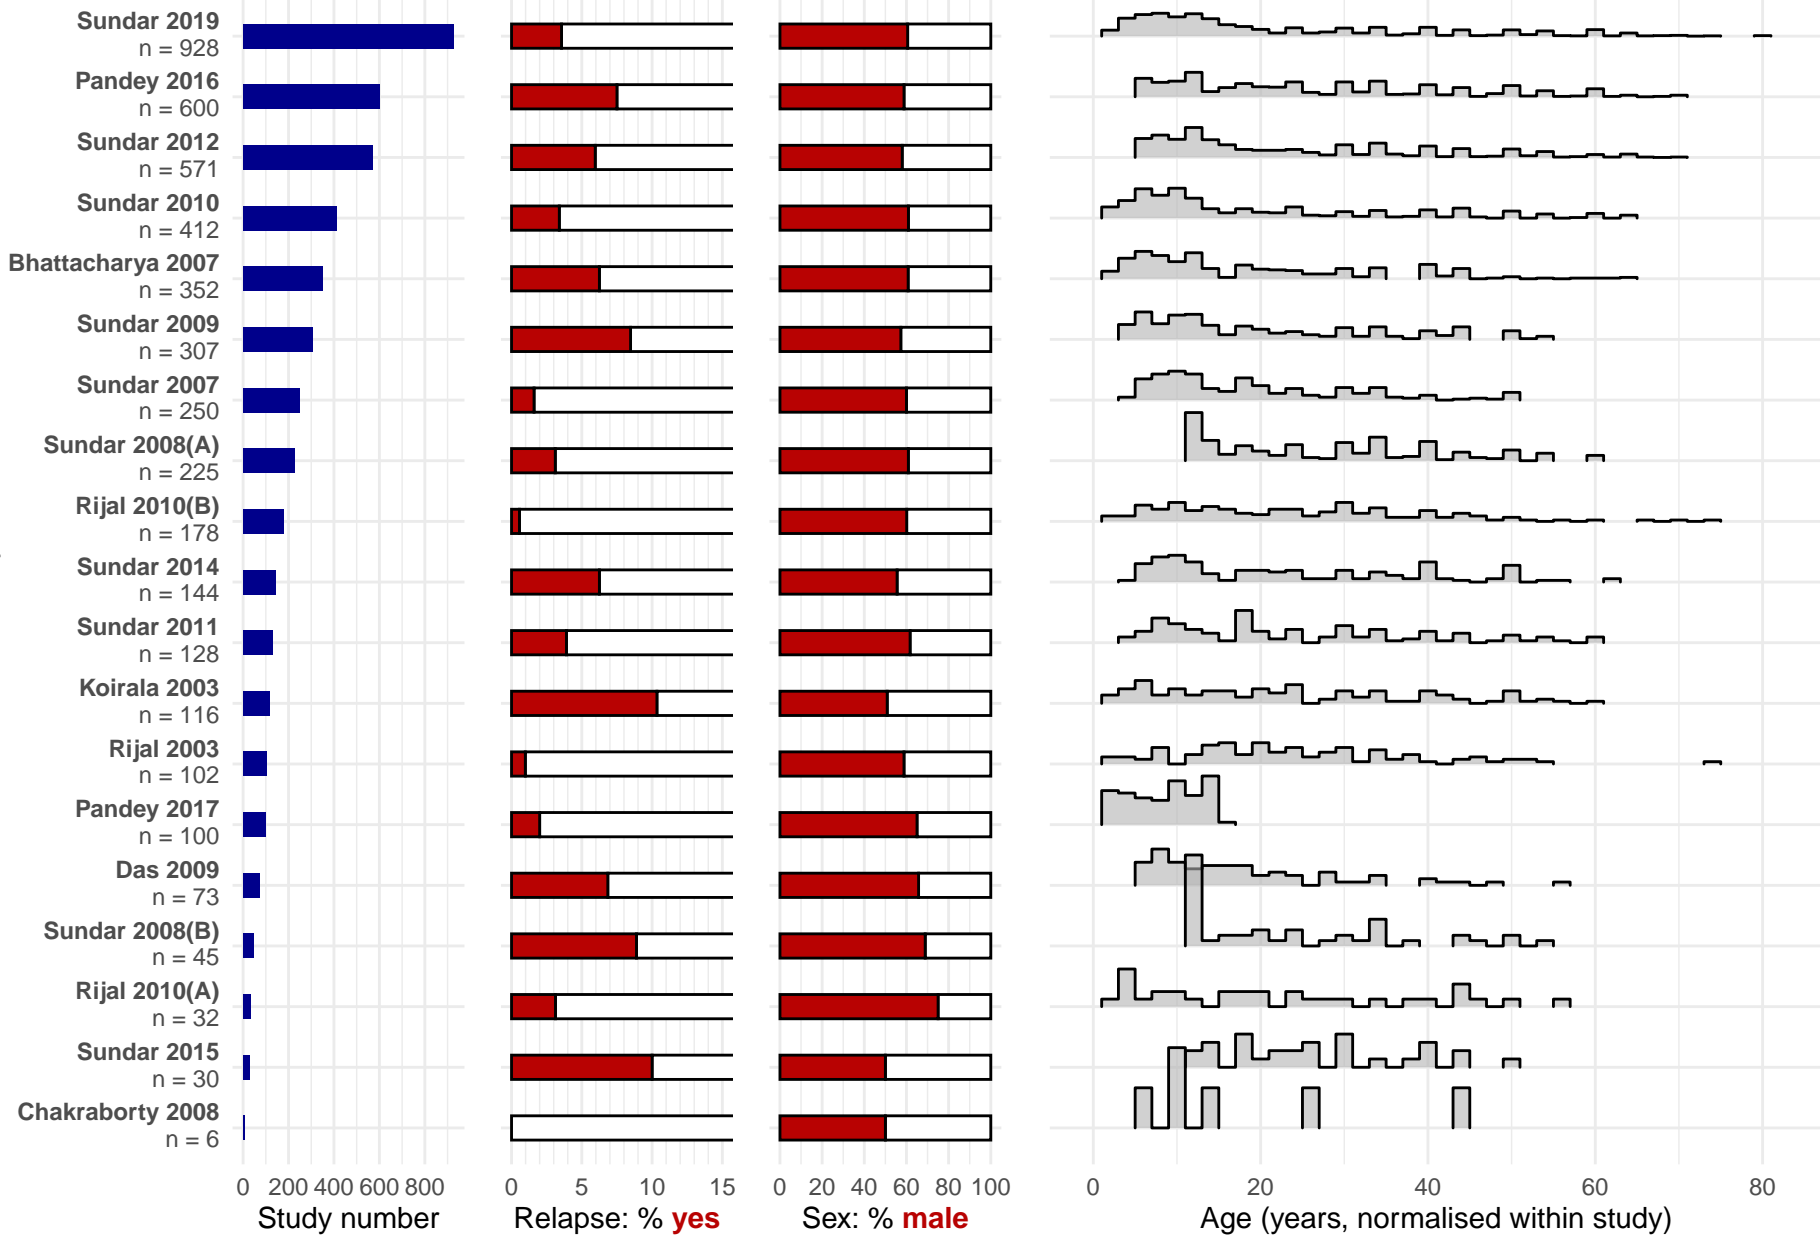 Sundar 2019
n = 928
Pandey 2016
n = 600
Sundar 2012
n = 571
Sundar 2010
n = 412
Bhattacharya 2007
n = 352
Sundar 2009
n = 307
Sundar 2007
n = 250
Sundar 2008(A)
n = 225
Rijal 2010(B)
n = 178
Sundar 2014
n = 144
Sundar 2011
n = 128
Koirala 2003
n = 116
Rijal 2003
n = 102
Pandey 2017
n = 100
Das 2009
n = 73
Sundar 2008(B)
n = 45
Rijal 2010(A)
n = 32
Sundar 2015
n = 30
Chakraborty 2008
n = 6
0 200 400 600 800
Study number
0 5 10 15
Relapse: % yes
0 20 40 60 80 100
Sex: % male
0 20 40 60 80
Age (years, normalised within study)